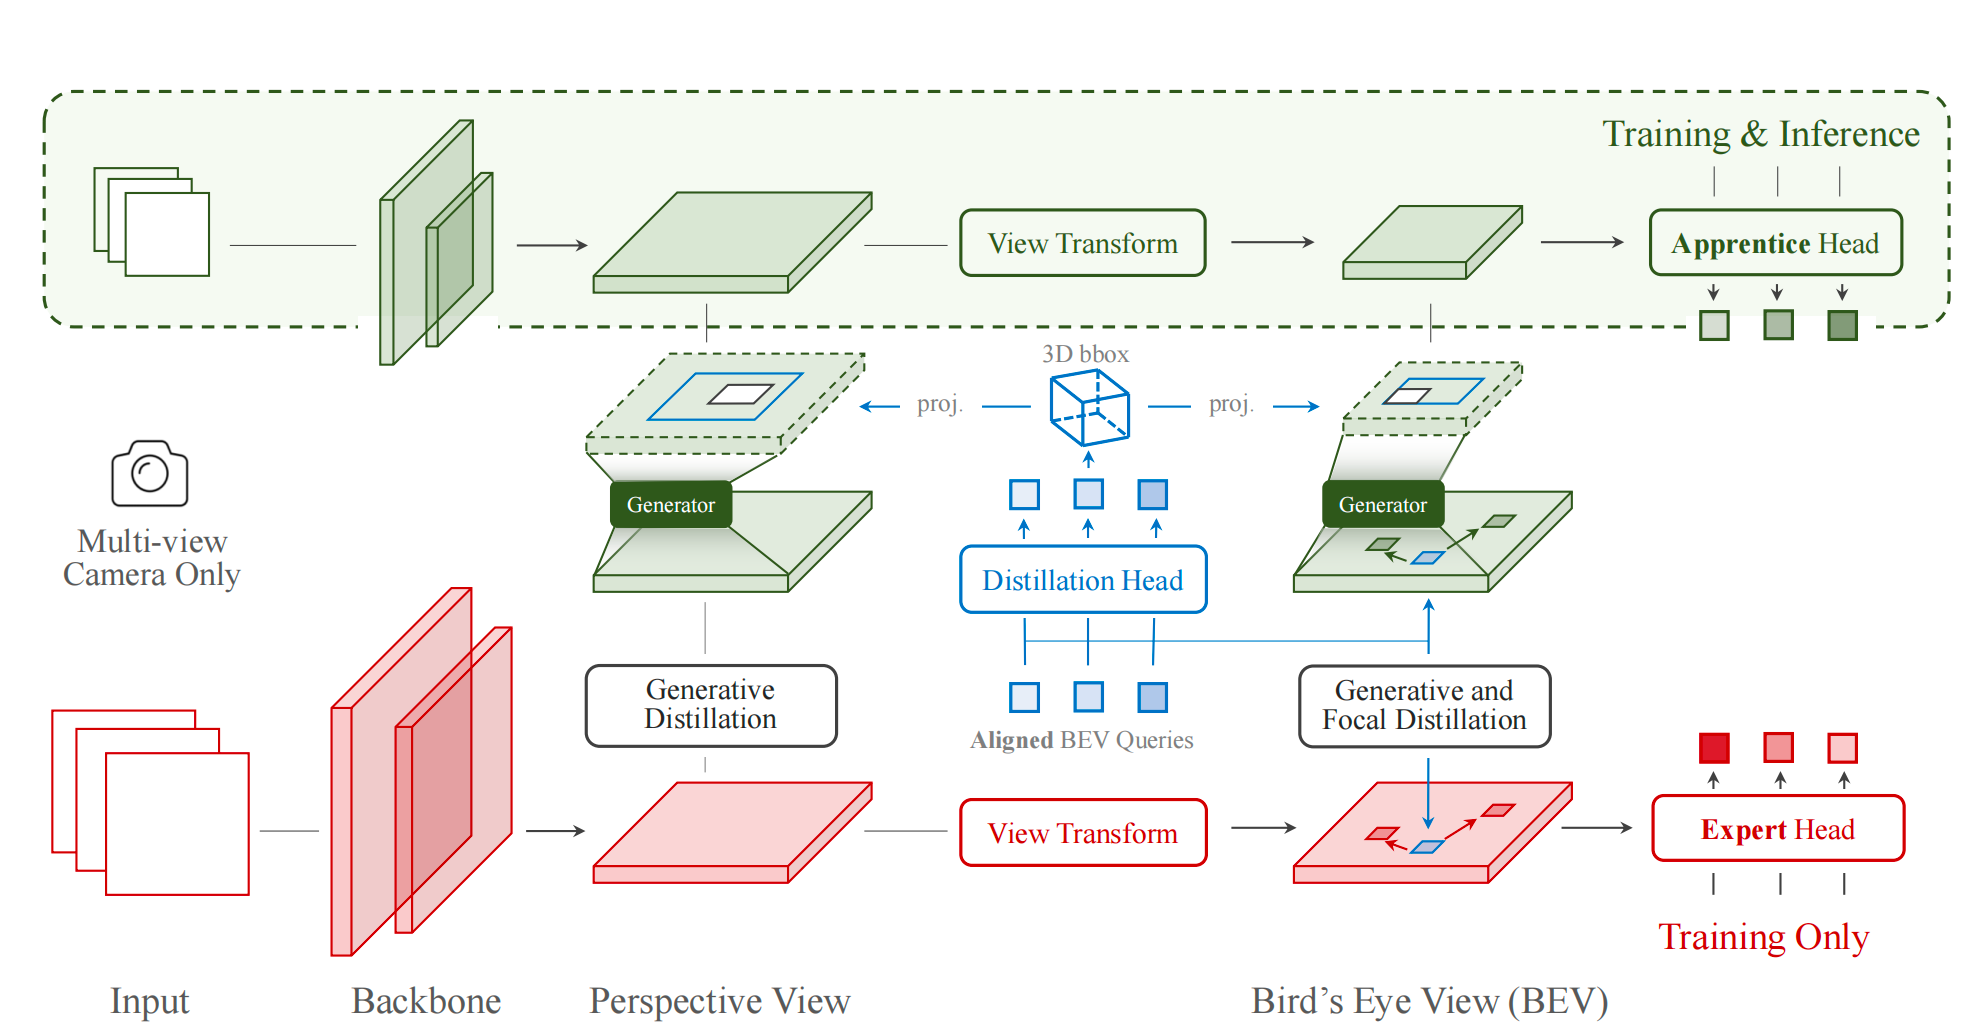 Training & Inference
View Transform
Apprentice Head
3D bbox
proj.
proj.
Generator
Generator
Multi-view
Camera Only
Distillation Head
Generative
Distillation
Generative and
Focal Distillation
Aligned BEV Queries
View Transform
Expert Head
Training Only
Input
Backbone
Perspective View
Bird’s Eye View (BEV)